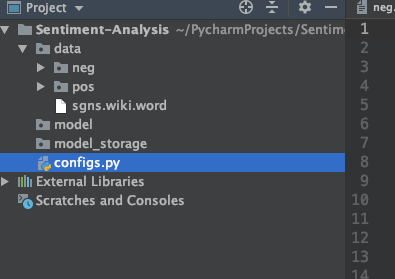 Project
neg.
Sentiment-Analysis ~/PycharmProjects/Sentim
data
neg
pos
sgns.wiki.word
model
model_storage
configs.py
External Libraries
Scratches and Consoles
1
2
3
4
5
6
7
8
9
10
11
12
13
14